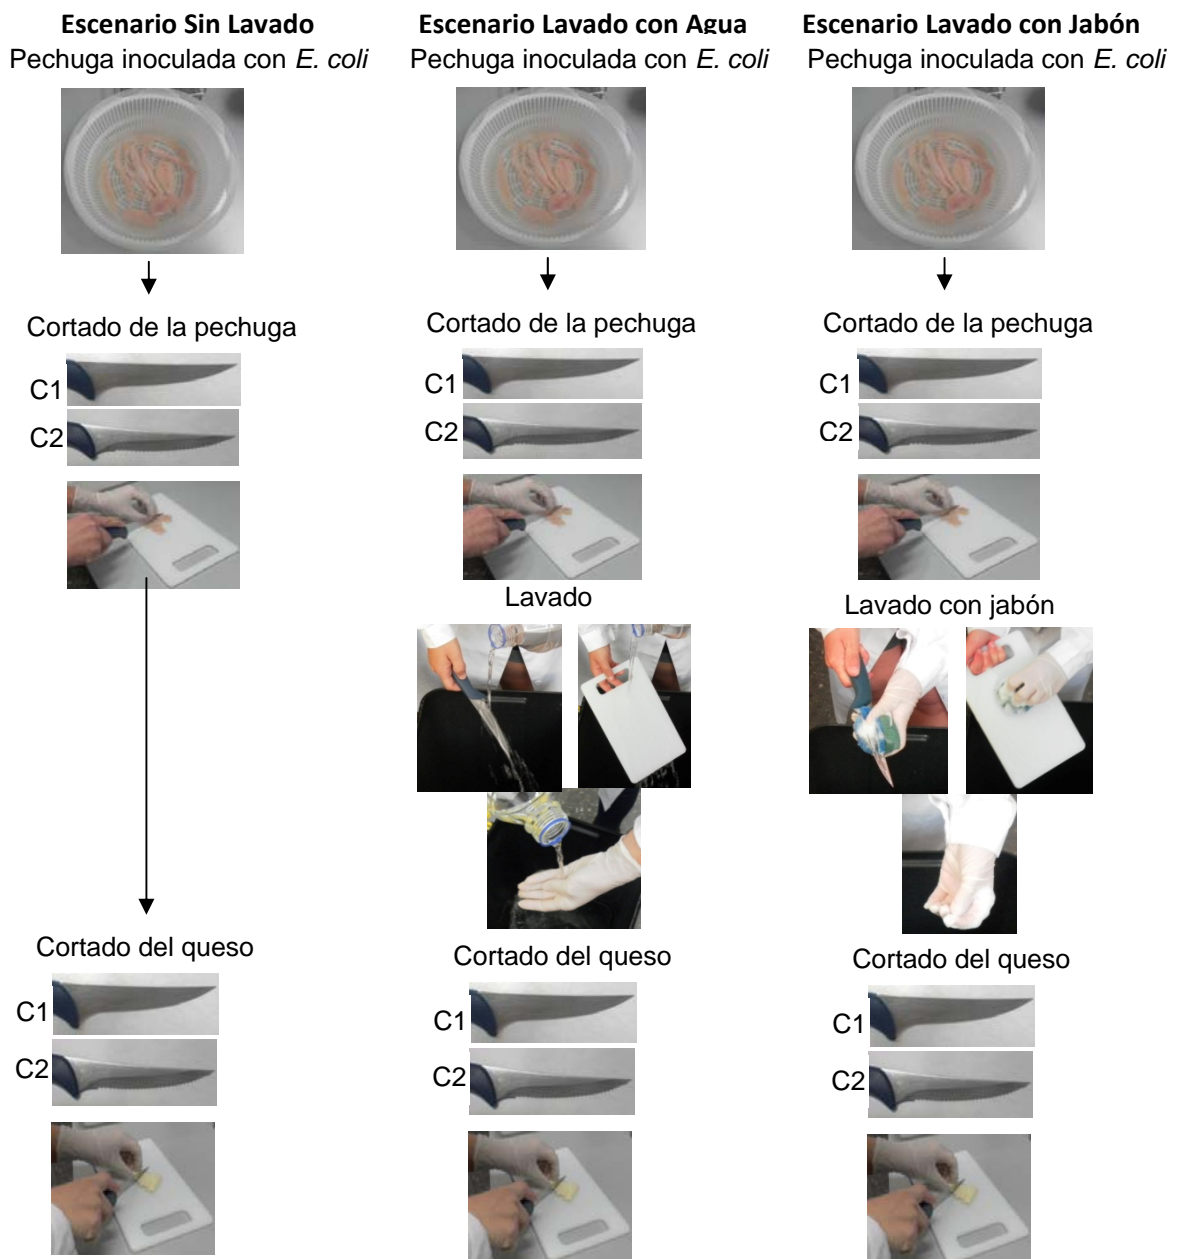 Escenario Sin Lavado
Pechuga inoculada con E. coli
Cortado de la pechuga
C1
C2
Cortado del queso
C1
C2
Escenario Lavado con Agua
Pechuga inoculada con E. coli
Cortado de la pechuga
C1
C2
Lavado
Cortado del queso
C1
C2
Escenario Lavado con Jabón
Pechuga inoculada con E. coli
Cortado de la pechuga
C1
C2
Lavado con jabón
Cortado del queso
C1
C2